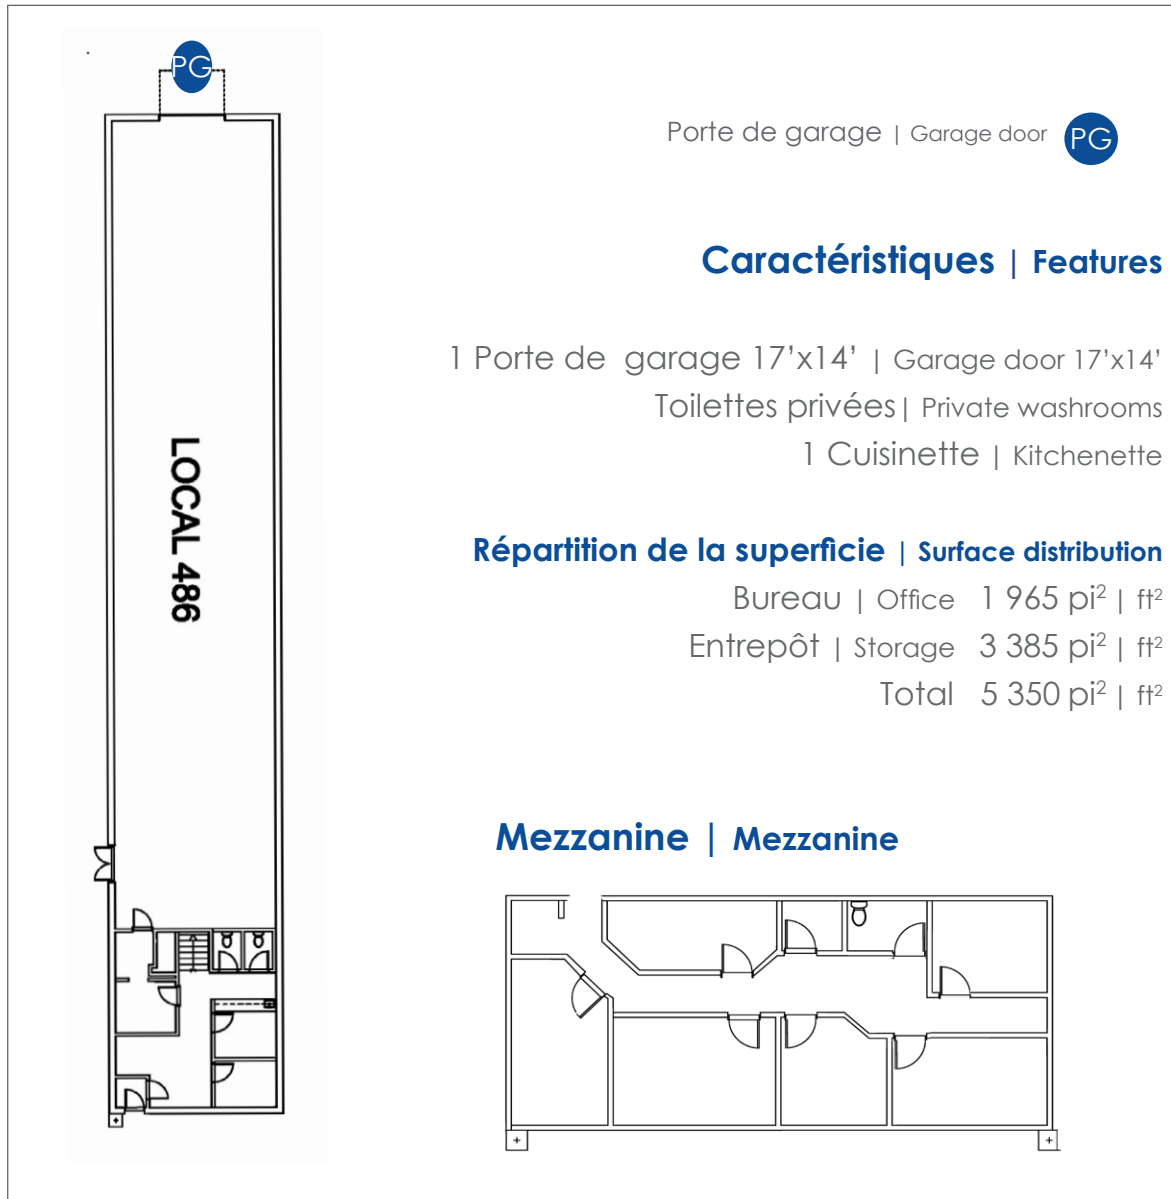 PG
Porte de garage | Garage door PG
Caractéristiques | Features
1 Porte de garage 17’x14’ | Garage door 17’x14’
Toilettes privées| Private washrooms
1 Cuisinette | Kitchenette
LOCAL 486
Répartition de la superficie | Surface distribution
Bureau | Office 1 965 pi² | ft²
Entrepôt | Storage 3 385 pi² | ft²
Total 5 350 pi² | ft²
Mezzanine | Mezzanine